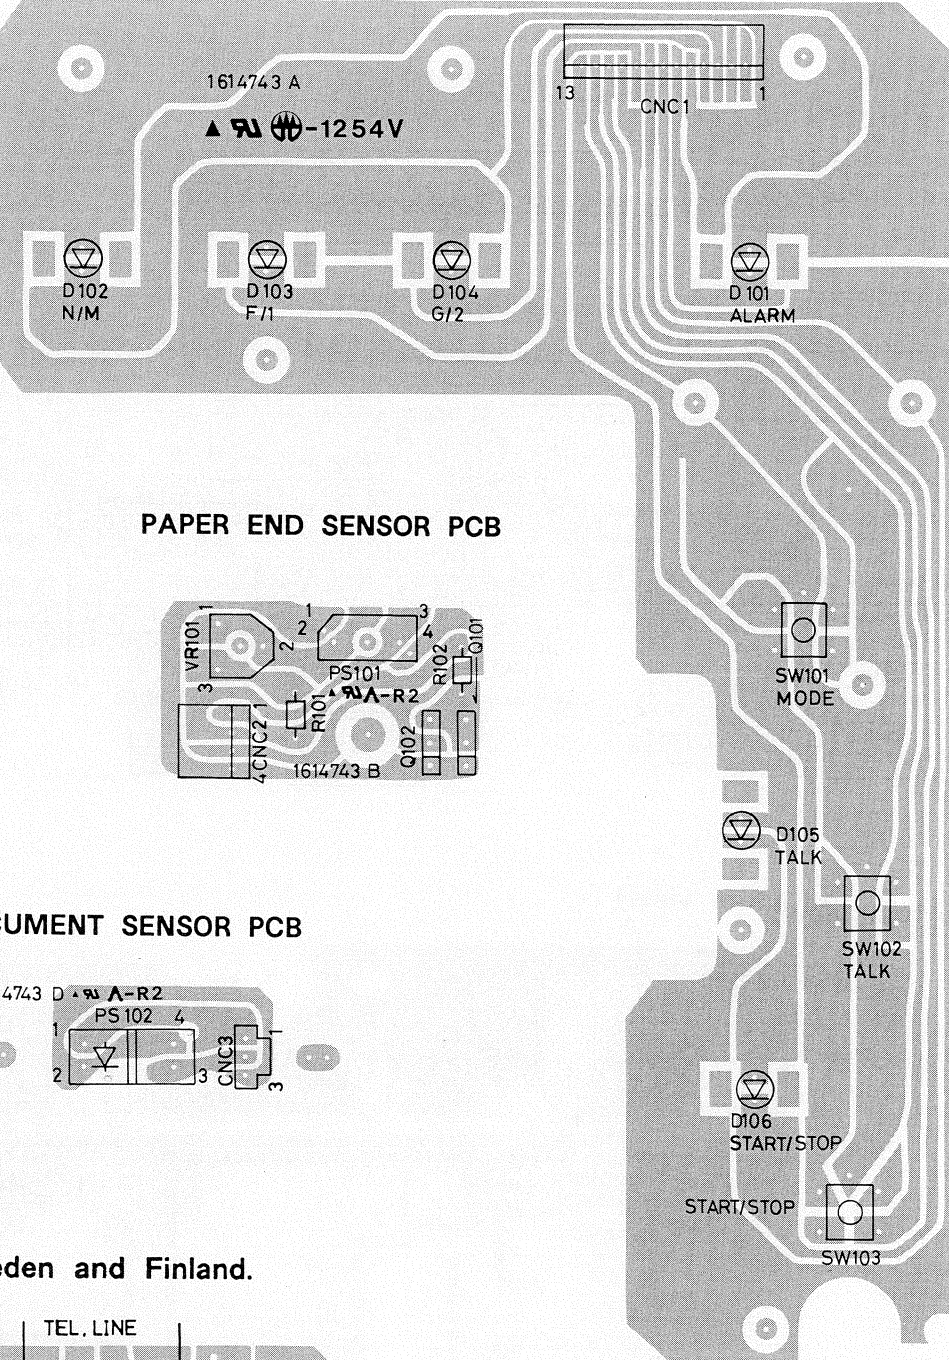 1614743 A
-1254V
13
CNC1
1
D102
N/M
D103
F/1
D104
G/2
D101
ALARM
PAPER END SENSOR PCB
1
1
2
3
4
VR101
2
3
PS101
R102
Q101
Λ-R2
R101
1
CNC2
4
Q102
1614743 B
SW101
MODE
D105
TALK
SW102
TALK
CUMENT SENSOR PCB
4743 D Λ-R2
PS102
1
4
2
3
CNC3
1
3
D106
START/STOP
START/STOP
SW103
eden and Finland.
TEL. LINE